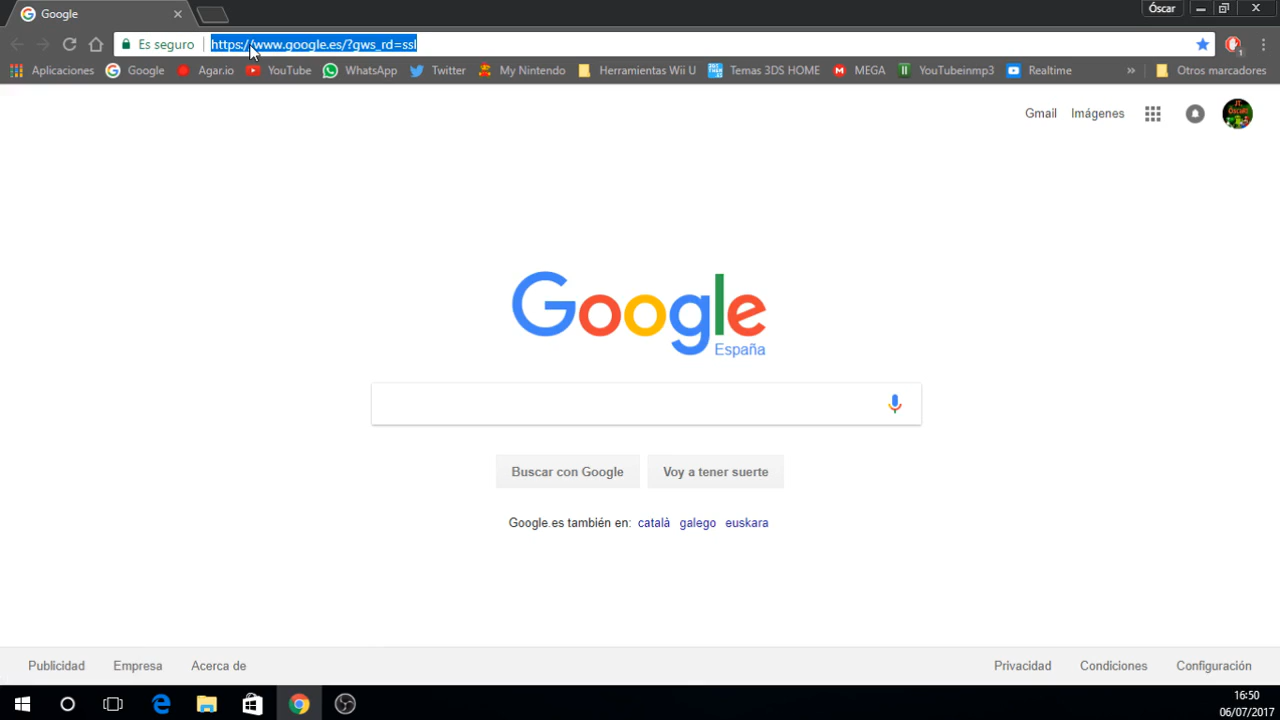 Google
Óscar
Es seguro
https://www.google.es/?gws_rd=ssl
Aplicaciones Google Agar.io YouTube WhatsApp Twitter My Nintendo Herramientas Wii U Temas 3DS HOME MEGA YouTubeinmp3 Realtime » Otros marcadores
Gmail Imágenes
Google
España
Buscar con Google Voy a tener suerte
Google.es también en: català galego euskara
Publicidad Empresa Acerca de Privacidad Condiciones Configuración
16:50
06/07/2017